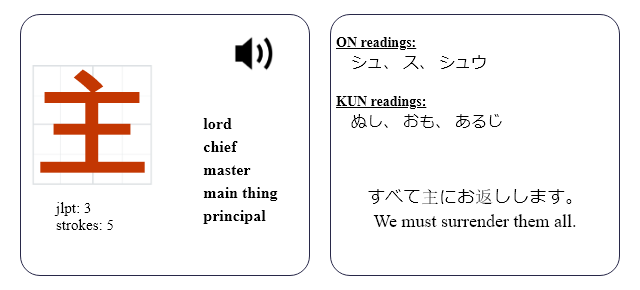 主
jlpt: 3
strokes: 5
lord
chief
master
main thing
principal
ON readings:
シュ、 ス、 シュウ
KUN readings:
ぬし、 おも、 あるじ
すべて主にお返しします。
We must surrender them all.